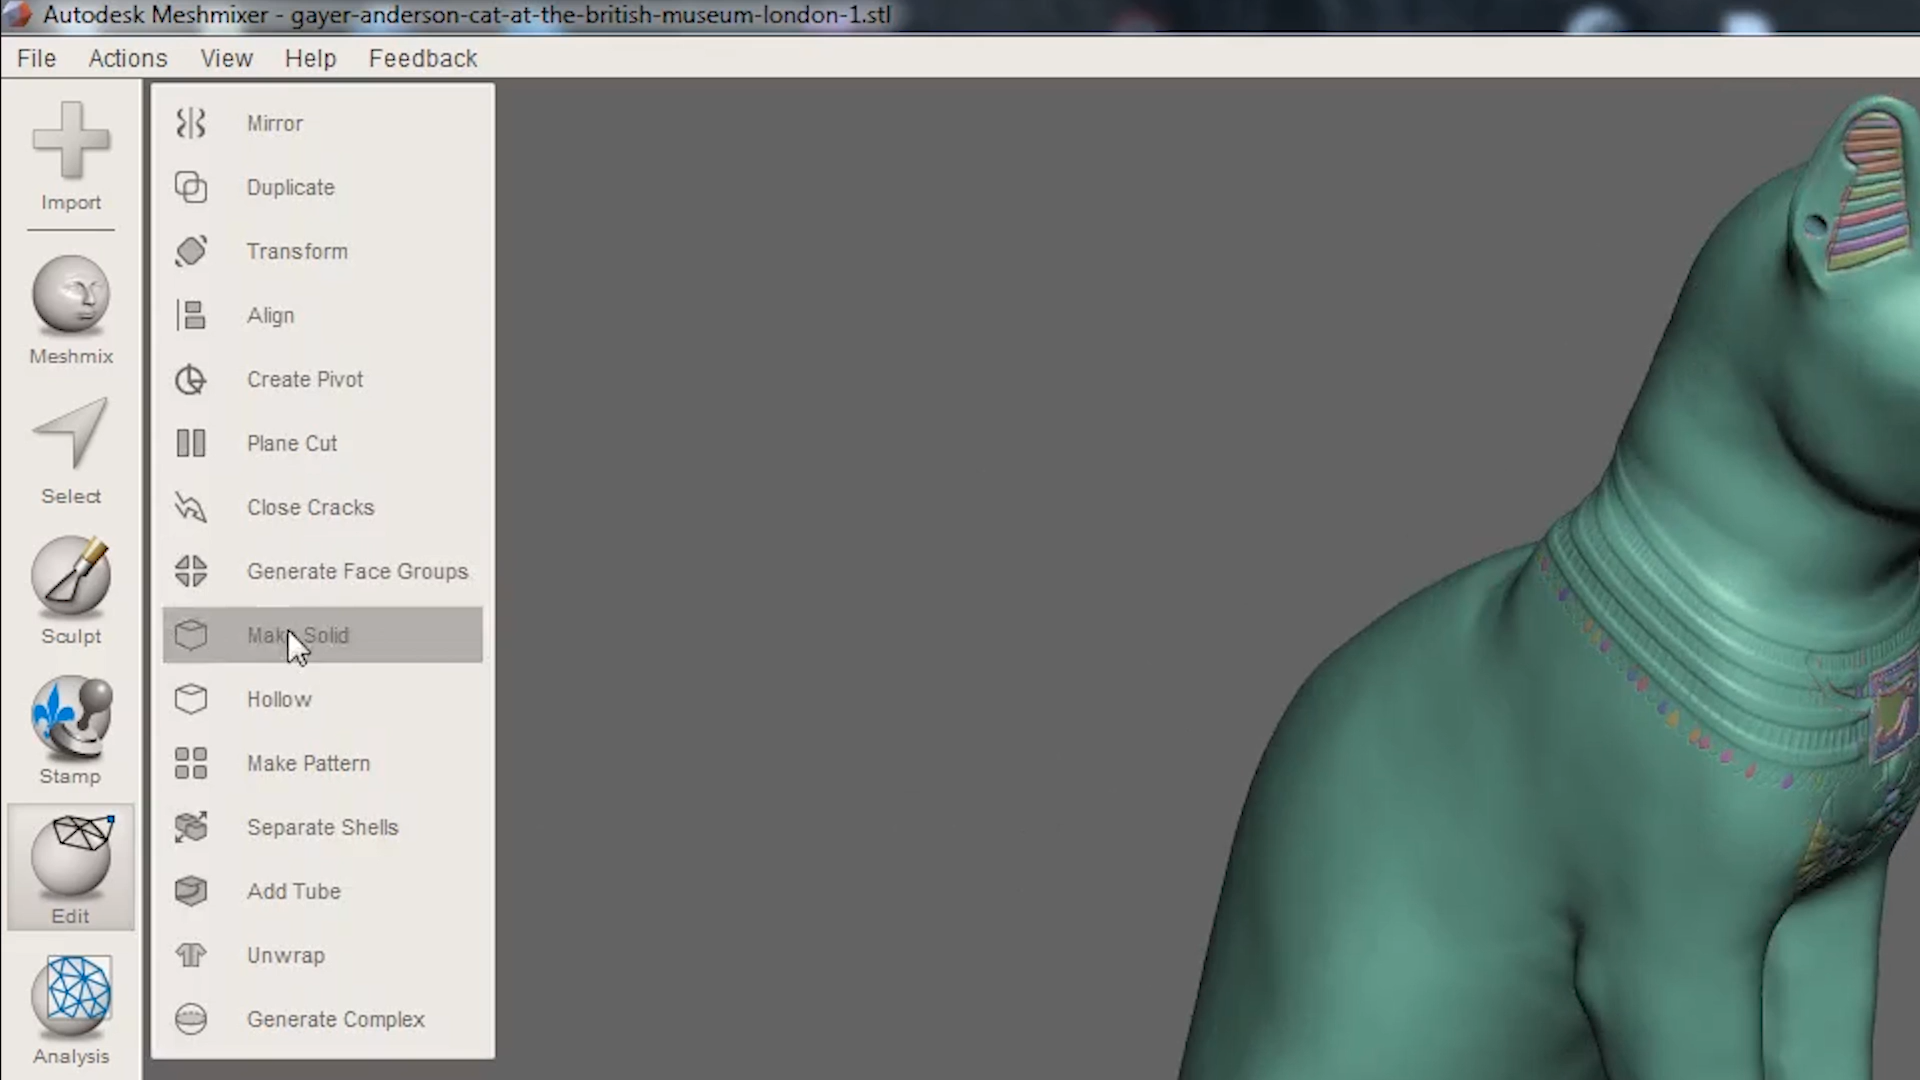 Autodesk Meshmixer - gayer-anderson-cat-at-the-british-museum-london-1.stl
File Actions View Help Feedback
Import
Meshmix
Select
Sculpt
Stamp
Edit
Analysis
Mirror
Duplicate
Transform
Align
Create Pivot
Plane Cut
Close Cracks
Generate Face Groups
Make Solid
Hollow
Make Pattern
Separate Shells
Add Tube
Unwrap
Generate Complex